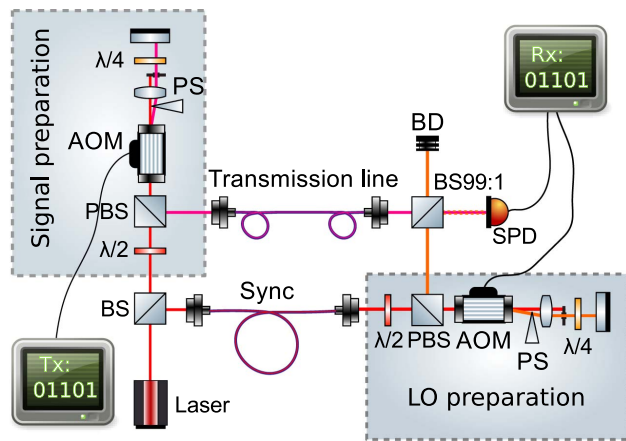 Signal preparation
λ/4
PS
AOM
PBS
λ/2
BS
Tx:
01101
Laser
Transmission line
Sync
BD
BS99:1
SPD
Rx:
01101
λ/2
PBS
AOM
PS
λ/4
LO preparation